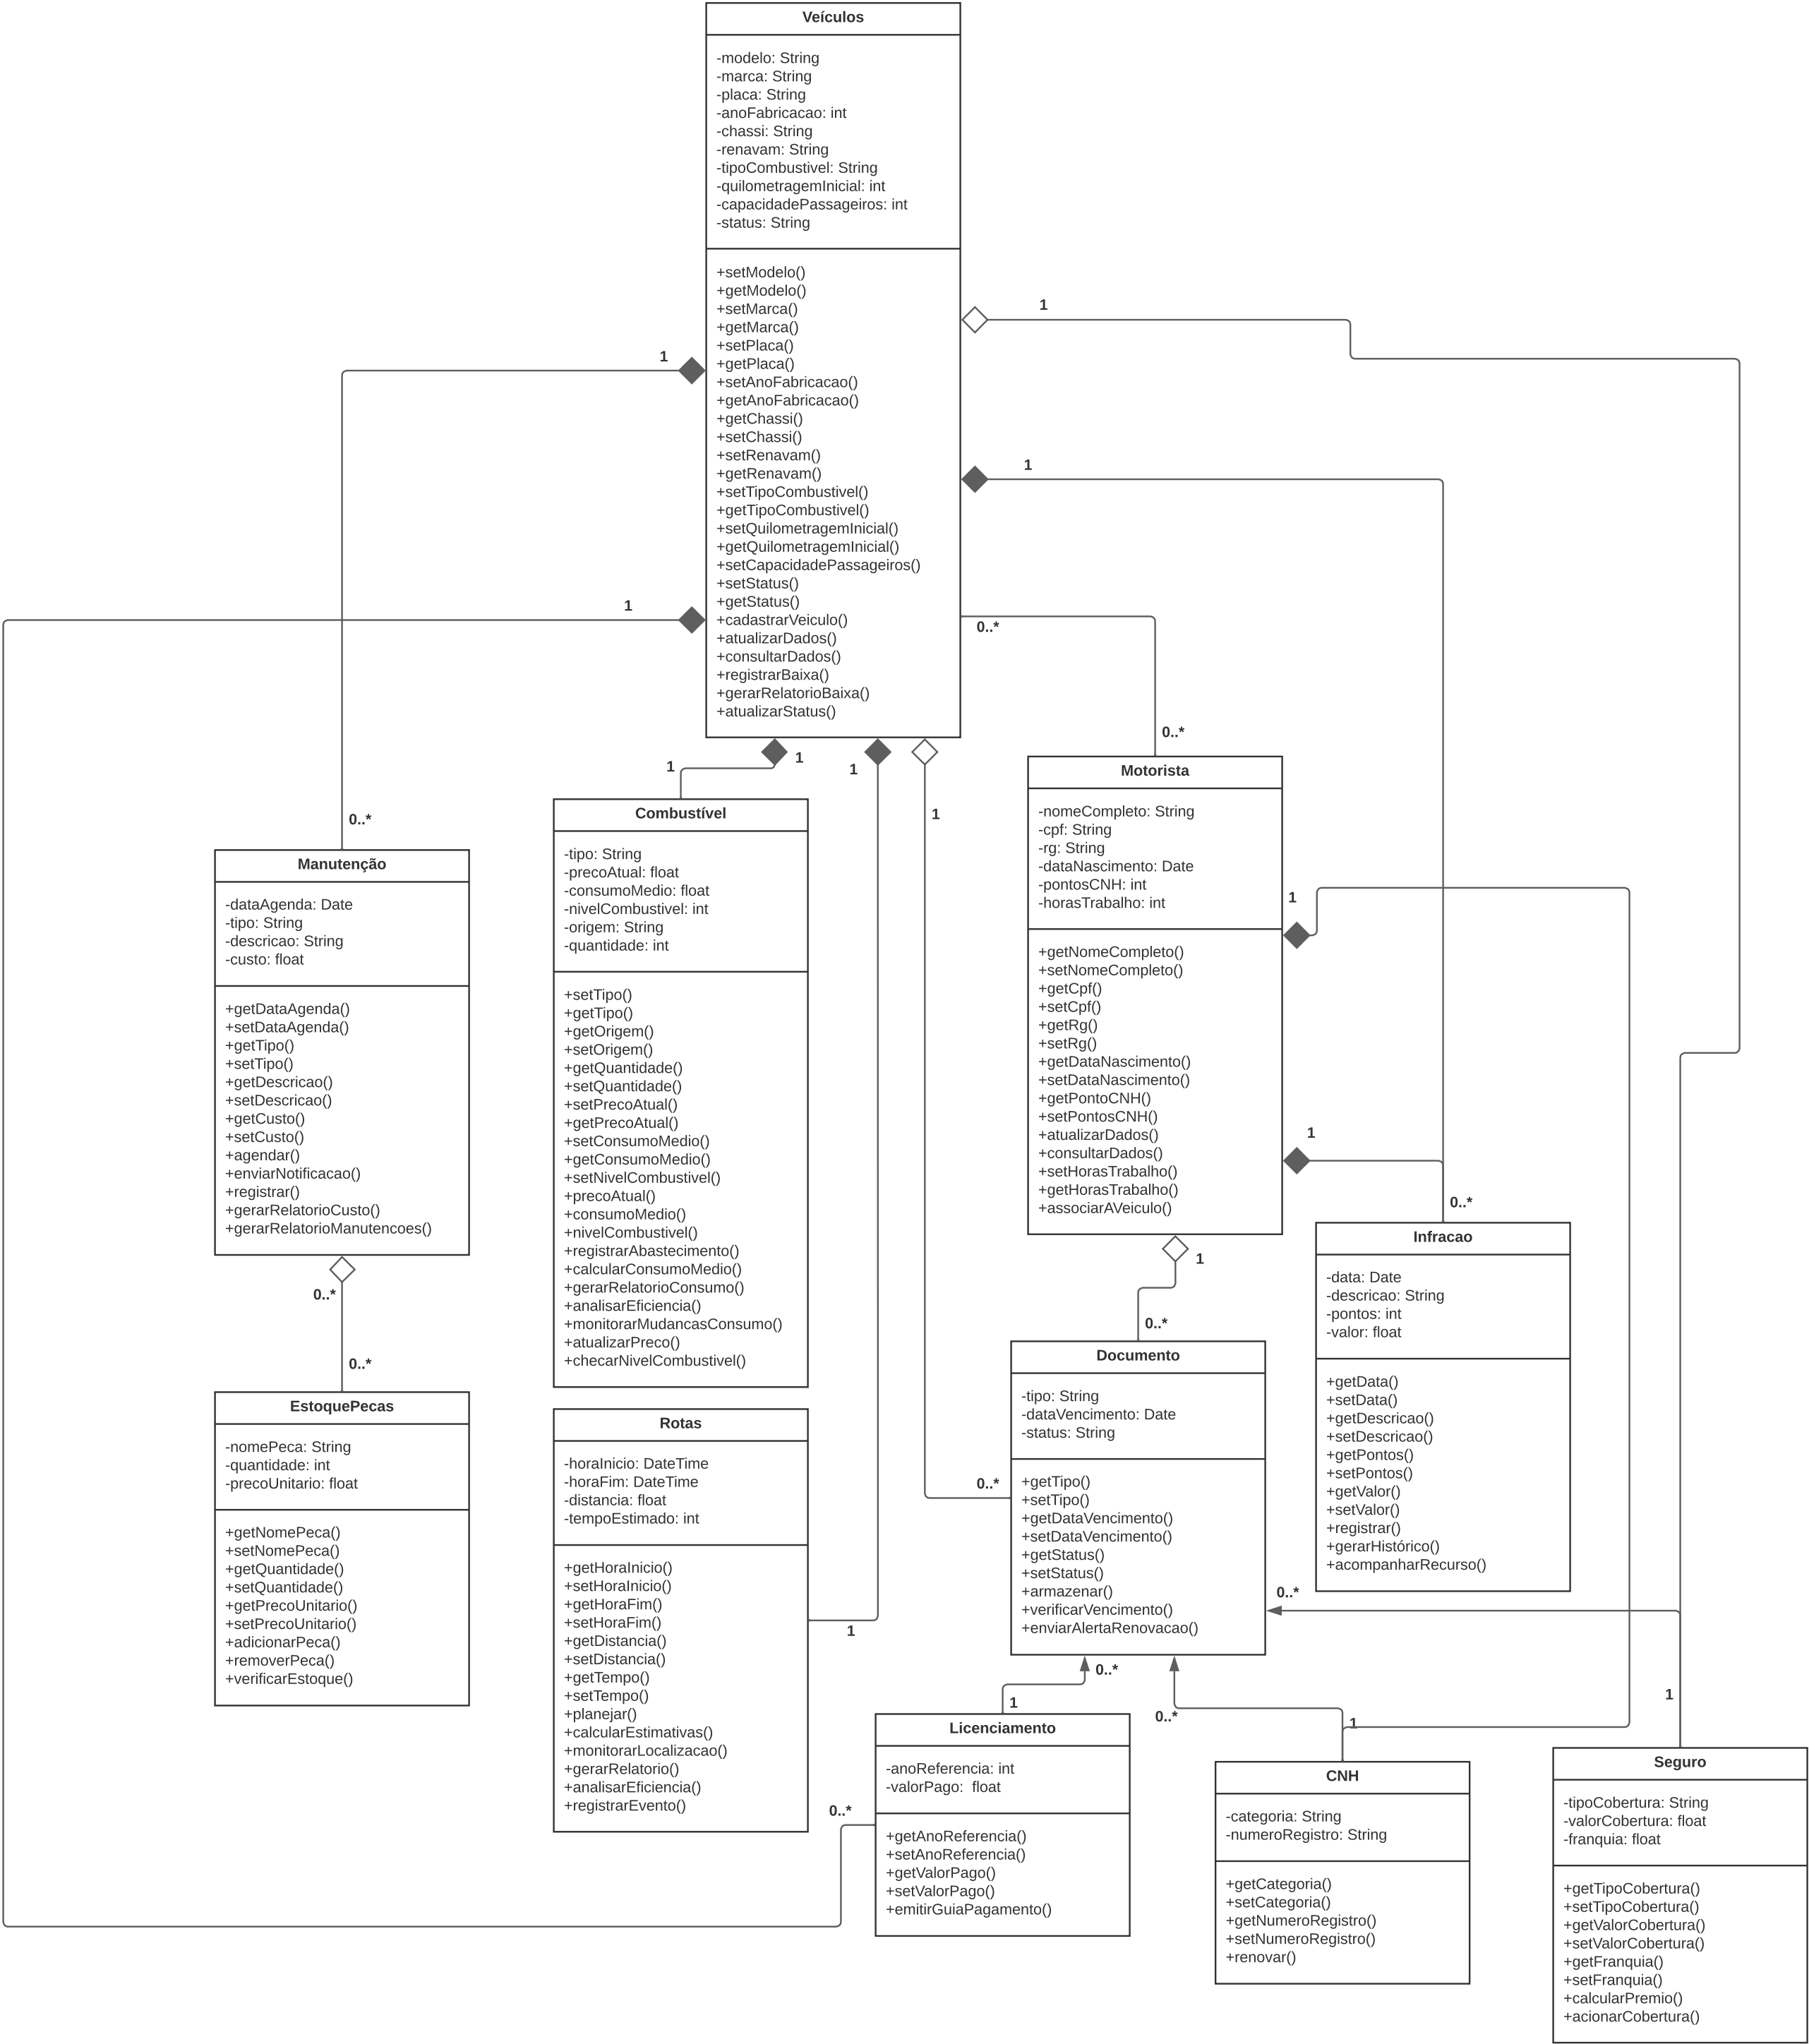 Veículos
-modelo: String
-marca: String
-placa: String
-anoFabricacao: int
-chassi: String
-renavam: String
-tipoCombustivel: String
-quilometragemInicial: int
-capacidadePassageiros: int
-status: String
+setModelo()
+getModelo()
+setMarca()
+getMarca()
+setPlaca()
+getPlaca()
+setAnoFabricacao()
+getAnoFabricacao()
+getChassi()
+setChassi()
+setRenavam()
+getRenavam()
+setTipoCombustivel()
+getTipoCombustivel()
+setQuilometragemInicial()
+getQuilometragemInicial()
+setCapacidadePassageiros()
+setStatus()
+getStatus()
+cadastrarVeiculo()
+atualizarDados()
+consultarDados()
+registrarBaixa()
+gerarRelatorioBaixa()
+atualizarStatus()
1
1
1
1
0..*
0..*
1
1
1
1
0..*
Manutenção
-dataAgenda: Date
-tipo: String
-descricao: String
-custo: float
+getDataAgenda()
+setDataAgenda()
+getTipo()
+setTipo()
+getDescricao()
+setDescricao()
+getCusto()
+setCusto()
+agendar()
+enviarNotificacao()
+registrar()
+gerarRelatorioCusto()
+gerarRelatorioManutencoes()
0..*
0..*
EstoquePecas
-nomePeca: String
-quantidade: int
-precoUnitario: float
+getNomePeca()
+setNomePeca()
+getQuantidade()
+setQuantidade()
+getPrecoUnitario()
+setPrecoUnitario()
+adicionarPeca()
+removerPeca()
+verificarEstoque()
Combustível
-tipo: String
-precoAtual: float
-consumoMedio: float
-nivelCombustivel: int
-origem: String
-quantidade: int
+setTipo()
+getTipo()
+getOrigem()
+setOrigem()
+getQuantidade()
+setQuantidade()
+setPrecoAtual()
+getPrecoAtual()
+setConsumoMedio()
+getConsumoMedio()
+setNivelCombustivel()
+precoAtual()
+consumoMedio()
+nivelCombustivel()
+registrarAbastecimento()
+calcularConsumoMedio()
+gerarRelatorioConsumo()
+analisarEficiencia()
+monitorarMudancasConsumo()
+atualizarPreco()
+checarNivelCombustivel()
Rotas
-horaInicio: DateTime
-horaFim: DateTime
-distancia: float
-tempoEstimado: int
+getHoraInicio()
+setHoraInicio()
+getHoraFim()
+setHoraFim()
+getDistancia()
+setDistancia()
+getTempo()
+setTempo()
+planejar()
+calcularEstimativas()
+monitorarLocalizacao()
+gerarRelatorio()
+analisarEficiencia()
+registrarEvento()
1
Motorista
-nomeCompleto: String
-cpf: String
-rg: String
-dataNascimento: Date
-pontosCNH: int
-horasTrabalho: int
+getNomeCompleto()
+setNomeCompleto()
+getCpf()
+setCpf()
+getRg()
+setRg()
+getDataNascimento()
+setDataNascimento()
+getPontoCNH()
+setPontosCNH()
+atualizarDados()
+consultarDados()
+setHorasTrabalho()
+getHorasTrabalho()
+associarAVeiculo()
1
1
0..*
1
0..*
Infracao
-data: Date
-descricao: String
-pontos: int
-valor: float
+getData()
+setData()
+getDescricao()
+setDescricao()
+getPontos()
+setPontos()
+getValor()
+setValor()
+registrar()
+gerarHistórico()
+acompanharRecurso()
Documento
-tipo: String
-dataVencimento: Date
-status: String
+getTipo()
+setTipo()
+getDataVencimento()
+setDataVencimento()
+getStatus()
+setStatus()
+armazenar()
+verificarVencimento()
+enviarAlertaRenovacao()
0..*
0..*
0..*
1
0..*
1
1
0..*
Licenciamento
-anoReferencia: int
-valorPago:  float
+getAnoReferencia()
+setAnoReferencia()
+getValorPago()
+setValorPago()
+emitirGuiaPagamento()
CNH
-categoria: String
-numeroRegistro: String
+getCategoria()
+setCategoria()
+getNumeroRegistro()
+setNumeroRegistro()
+renovar()
Seguro
-tipoCobertura: String
-valorCobertura: float
-franquia: float
+getTipoCobertura()
+setTipoCobertura()
+getValorCobertura()
+setValorCobertura()
+getFranquia()
+setFranquia()
+calcularPremio()
+acionarCobertura()